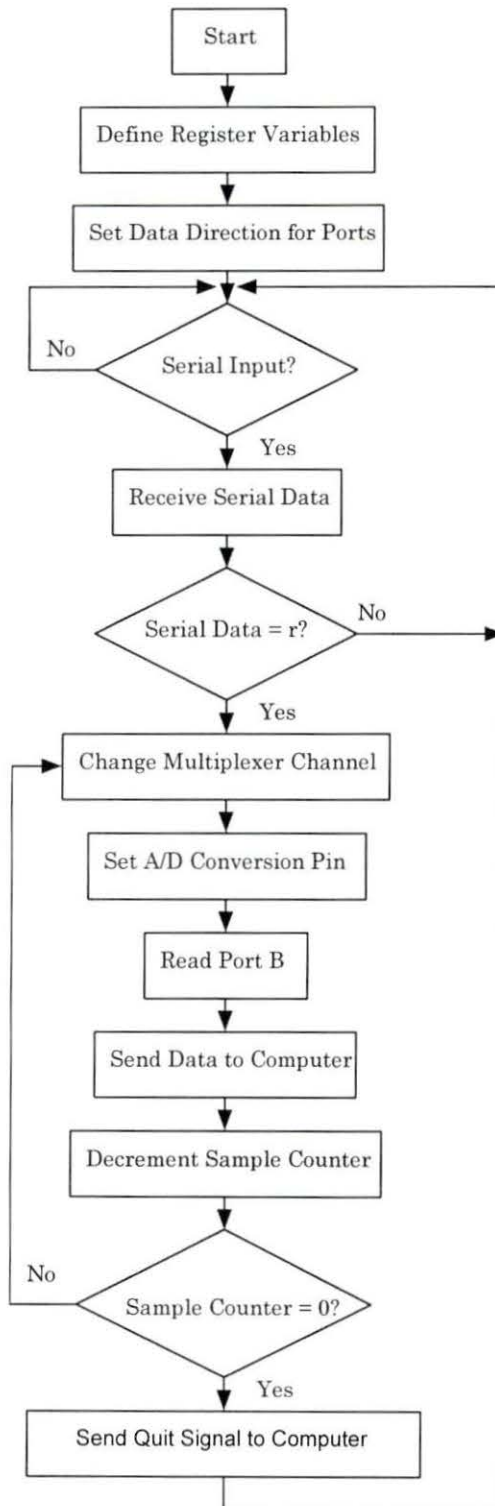 Start
Define Register Variables
Set Data Direction for Ports
No
Serial Input?
Yes
Receive Serial Data
Serial Data = r?
No
Yes
Change Multiplexer Channel
Set A/D Conversion Pin
Read Port B
Send Data to Computer
Decrement Sample Counter
No
Sample Counter = 0?
Yes
Send Quit Signal to Computer